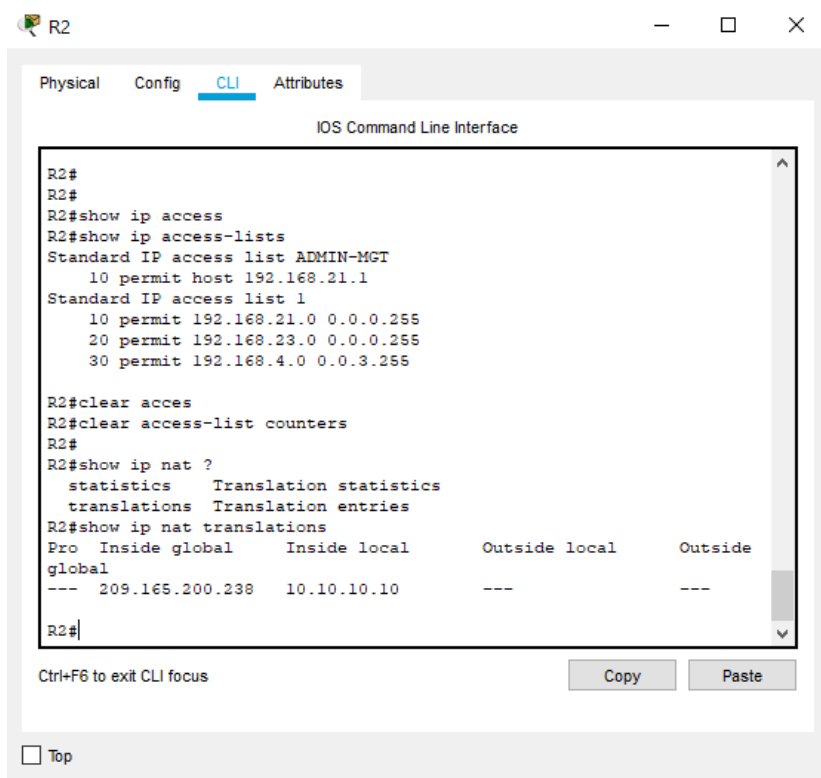 R2
Physical Config CLI Attributes
IOS Command Line Interface
R2#
R2#
R2#show ip access
R2#show ip access-lists
Standard IP access list ADMIN-MGT
    10 permit host 192.168.21.1
Standard IP access list 1
    10 permit 192.168.21.0 0.0.0.255
    20 permit 192.168.23.0 0.0.0.255
    30 permit 192.168.4.0 0.0.3.255
R2#clear acces
R2#clear access-list counters
R2#
R2#show ip nat ?
  statistics    Translation statistics
  translations  Translation entries
R2#show ip nat translations
Pro  Inside global     Inside local       Outside local      Outside
global
---  209.165.200.238   10.10.10.10        ---                ---
R2#
Ctrl+F6 to exit CLI focus Copy Paste
Top